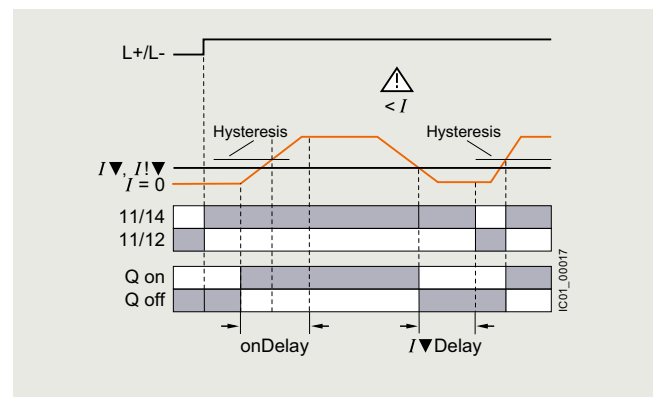 L+/L-
< I
Hysteresis Hysteresis
I▼, I!▼
I = 0
11/14
11/12
Q on
Q off
onDelay I▼Delay
IC01_00017